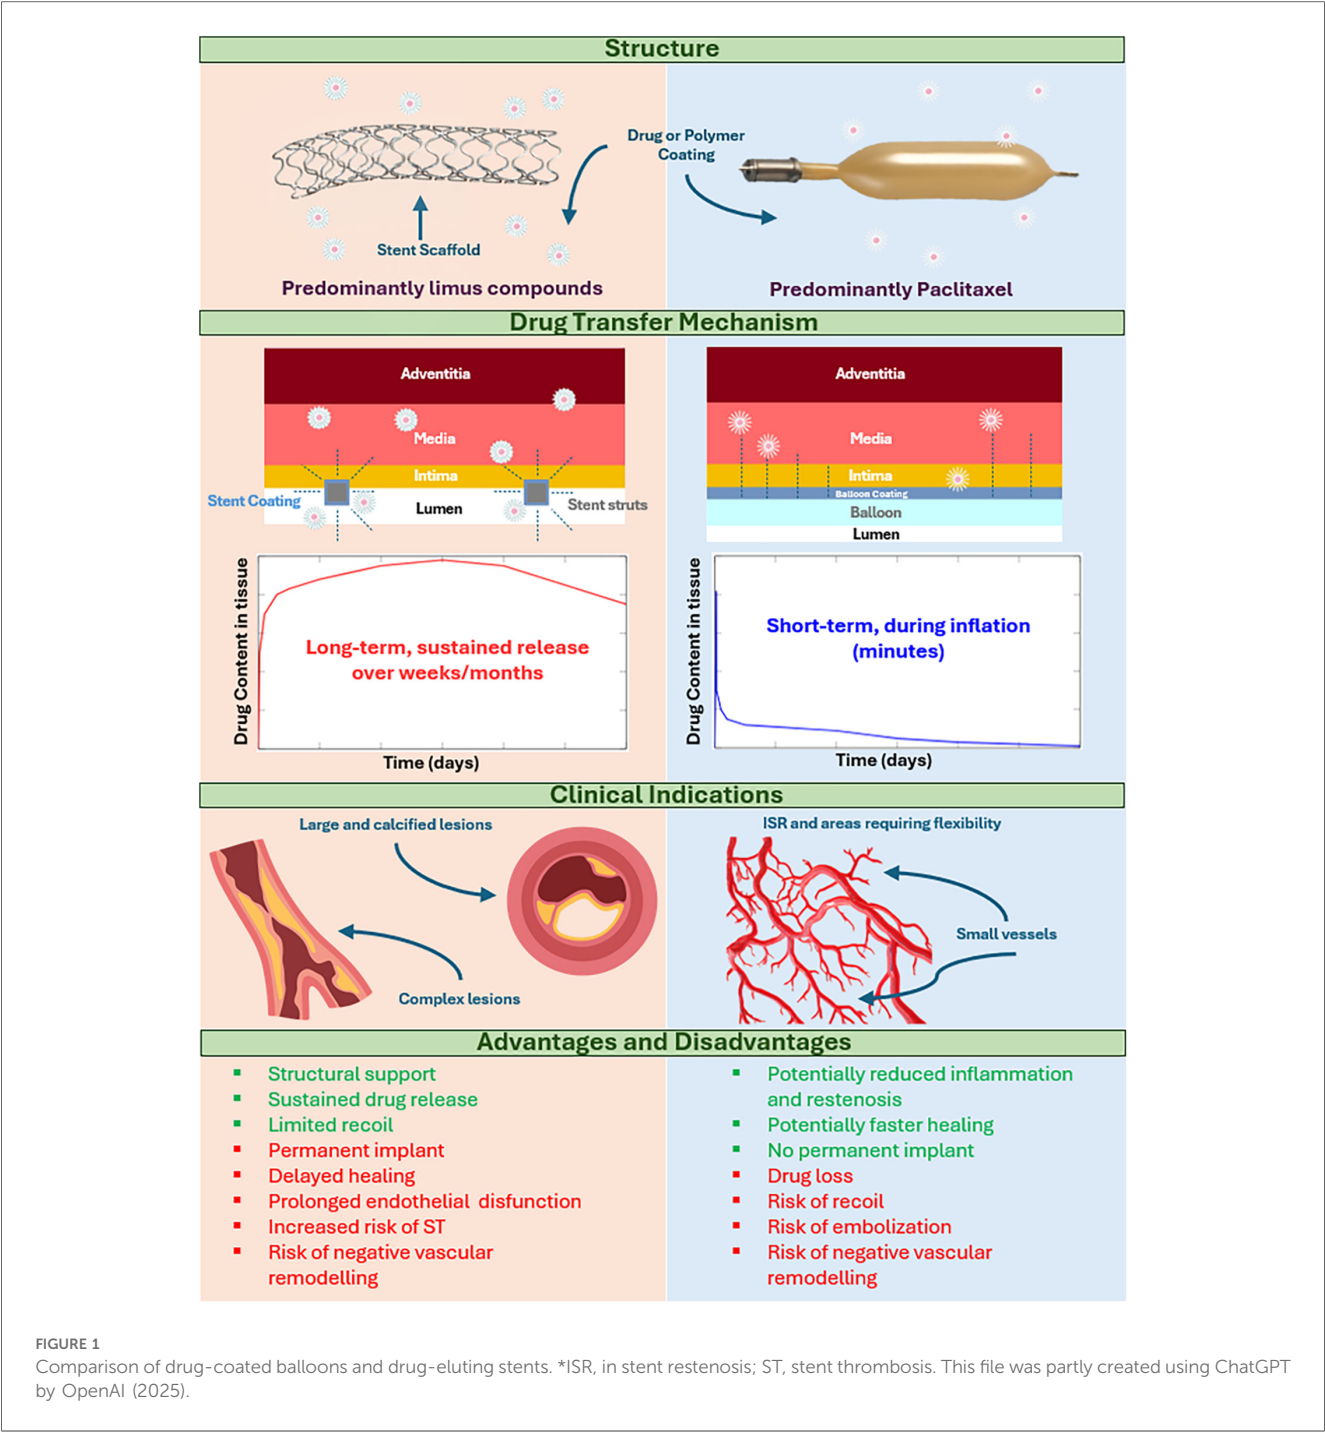 Structure
Drug or Polymer
Coating
Stent Scaffold
Predominantly limus compounds
Predominantly Paclitaxel
Drug Transfer Mechanism
Adventitia
Media
Intima
Lumen
Stent Coating
Stent struts
Adventitia
Media
Intima
Balloon Coating
Balloon
Lumen
Drug Content in tissue
Long-term, sustained release
over weeks/months
Time (days)
Drug Content in tissue
Short-term, during inflation
(minutes)
Time (days)
Clinical Indications
Large and calcified lesions
Complex lesions
ISR and areas requiring flexibility
Small vessels
Advantages and Disadvantages
▪ Structural support
▪ Sustained drug release
▪ Limited recoil
▪ Permanent implant
▪ Delayed healing
▪ Prolonged endothelial disfunction
▪ Increased risk of ST
▪ Risk of negative vascular
remodelling
▪ Potentially reduced inflammation
and restenosis
▪ Potentially faster healing
▪ No permanent implant
▪ Drug loss
▪ Risk of recoil
▪ Risk of embolization
▪ Risk of negative vascular
remodelling
FIGURE 1
Comparison of drug-coated balloons and drug-eluting stents. *ISR, in stent restenosis; ST, stent thrombosis. This file was partly created using ChatGPT
by OpenAI (2025).